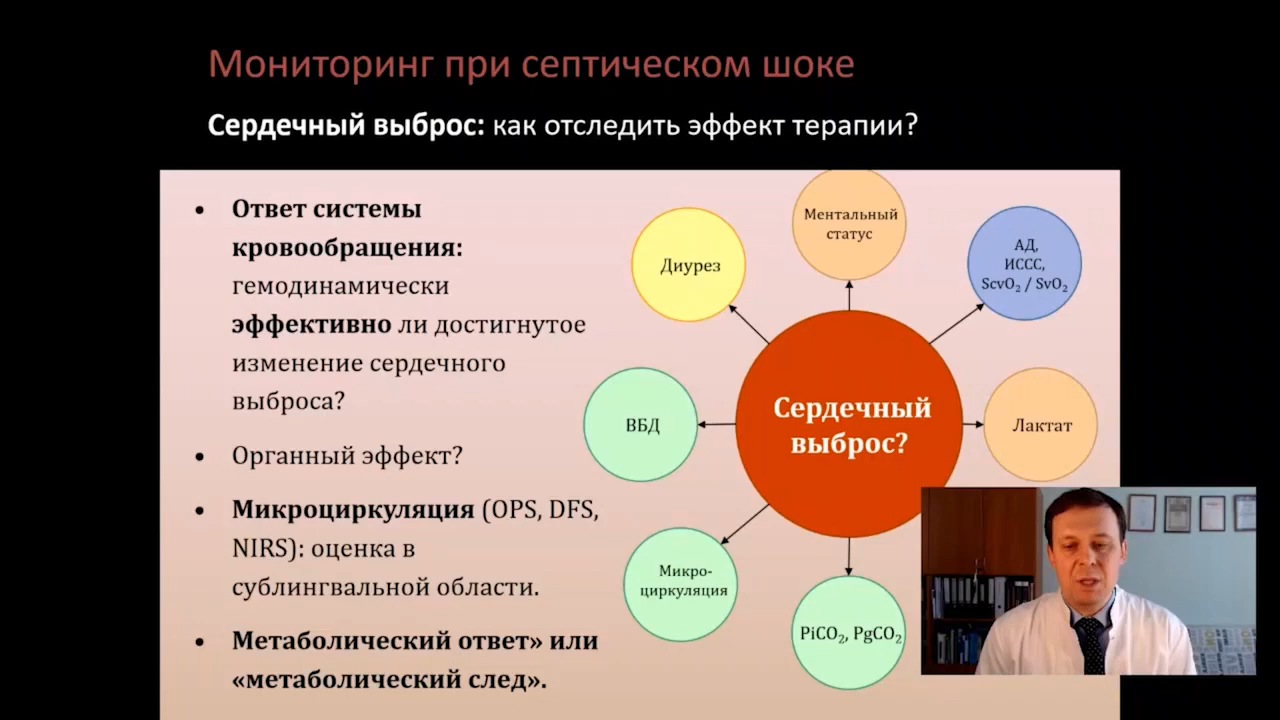 Мониторинг при септическом шоке
Сердечный выброс: как отследить эффект терапии?
• Ответ системы
кровообращения:
гемодинамически
эффективно ли достигнутое
изменение сердечного
выброса?
• Органный эффект?
• Микроциркуляция (OPS, DFS,
NIRS): оценка в
сублингвальной области.
• Метаболический ответ» или
«метаболический след».
Ментальный
статус
Диурез
АД,
ИССС,
ScvO₂ / SvO₂
ВБД
Сердечный
выброс?
Лактат
Микро-
циркуляция
PiCO₂, PgCO₂